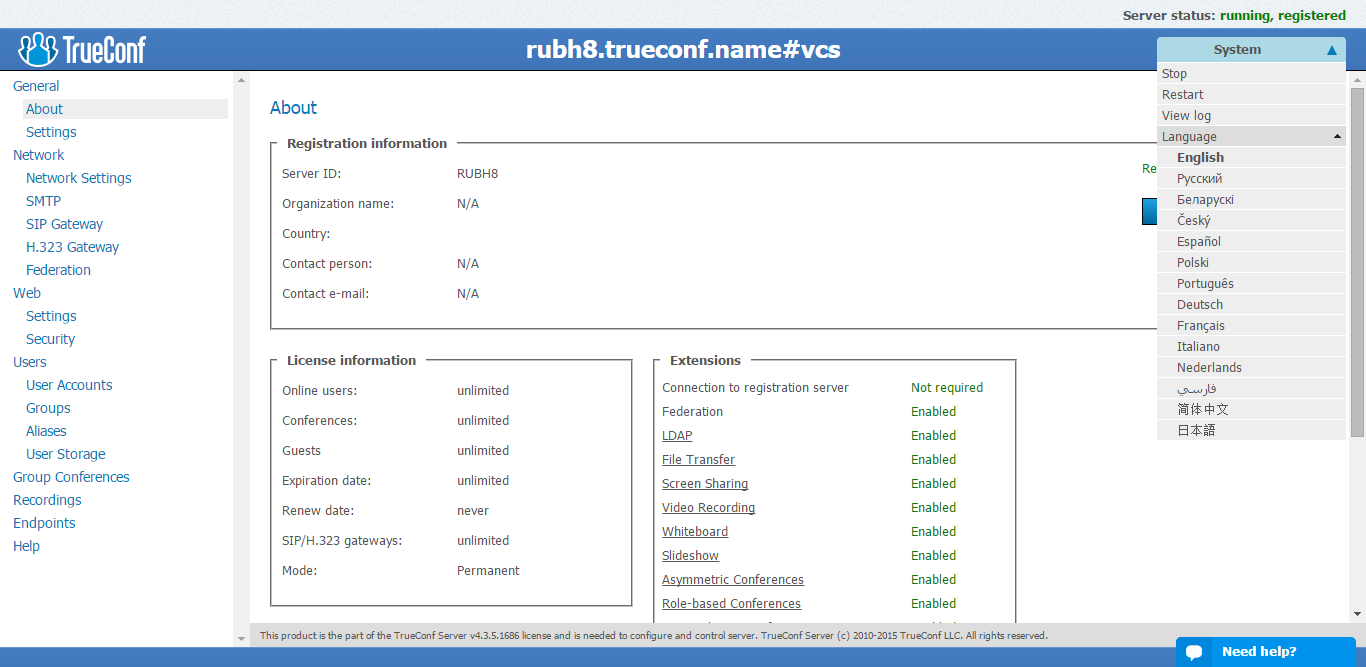 Server status: running, registered
TrueConf
rubh8.trueconf.name#vcs
System
Stop
Restart
View log
Language
English
Русский
Беларускі
Český
Español
Polski
Português
Deutsch
Français
Italiano
Nederlands
فارسي
简体中文
日本語
General
About
Settings
Network
Network Settings
SMTP
SIP Gateway
H.323 Gateway
Federation
Web
Settings
Security
Users
User Accounts
Groups
Aliases
User Storage
Group Conferences
Recordings
Endpoints
Help
About
Registration information
Server ID: RUBH8
Organization name: N/A
Country:
Contact person: N/A
Contact e-mail: N/A
Re
License information
Online users: unlimited
Conferences: unlimited
Guests unlimited
Expiration date: unlimited
Renew date: never
SIP/H.323 gateways: unlimited
Mode: Permanent
Extensions
Connection to registration server Not required
Federation Enabled
LDAP Enabled
File Transfer Enabled
Screen Sharing Enabled
Video Recording Enabled
Whiteboard Enabled
Slideshow Enabled
Asymmetric Conferences Enabled
Role-based Conferences Enabled
This product is the part of the TrueConf Server v4.3.5.1686 license and is needed to configure and control server. TrueConf Server (c) 2010-2015 TrueConf LLC. All rights reserved.
Need help?